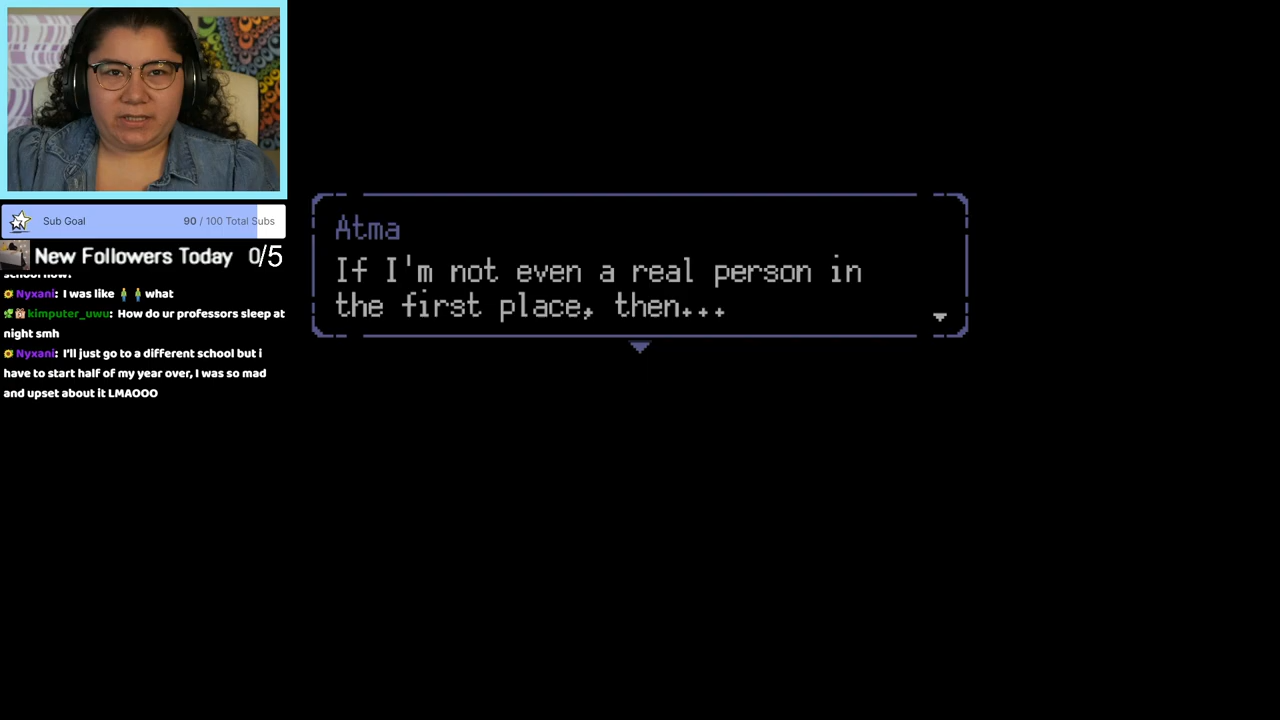 Sub Goal 90 / 100 Total Subs
New Followers Today 0/5
Nyxani: I was like 🧍‍♂️🧍‍♂️ what
kimputer_uwu: How do ur professors sleep at
night smh
Nyxani: I'll just go to a different school but i
have to start half of my year over, I was so mad
and upset about it LMAOOO
Atma
If I'm not even a real person in
the first place, then...